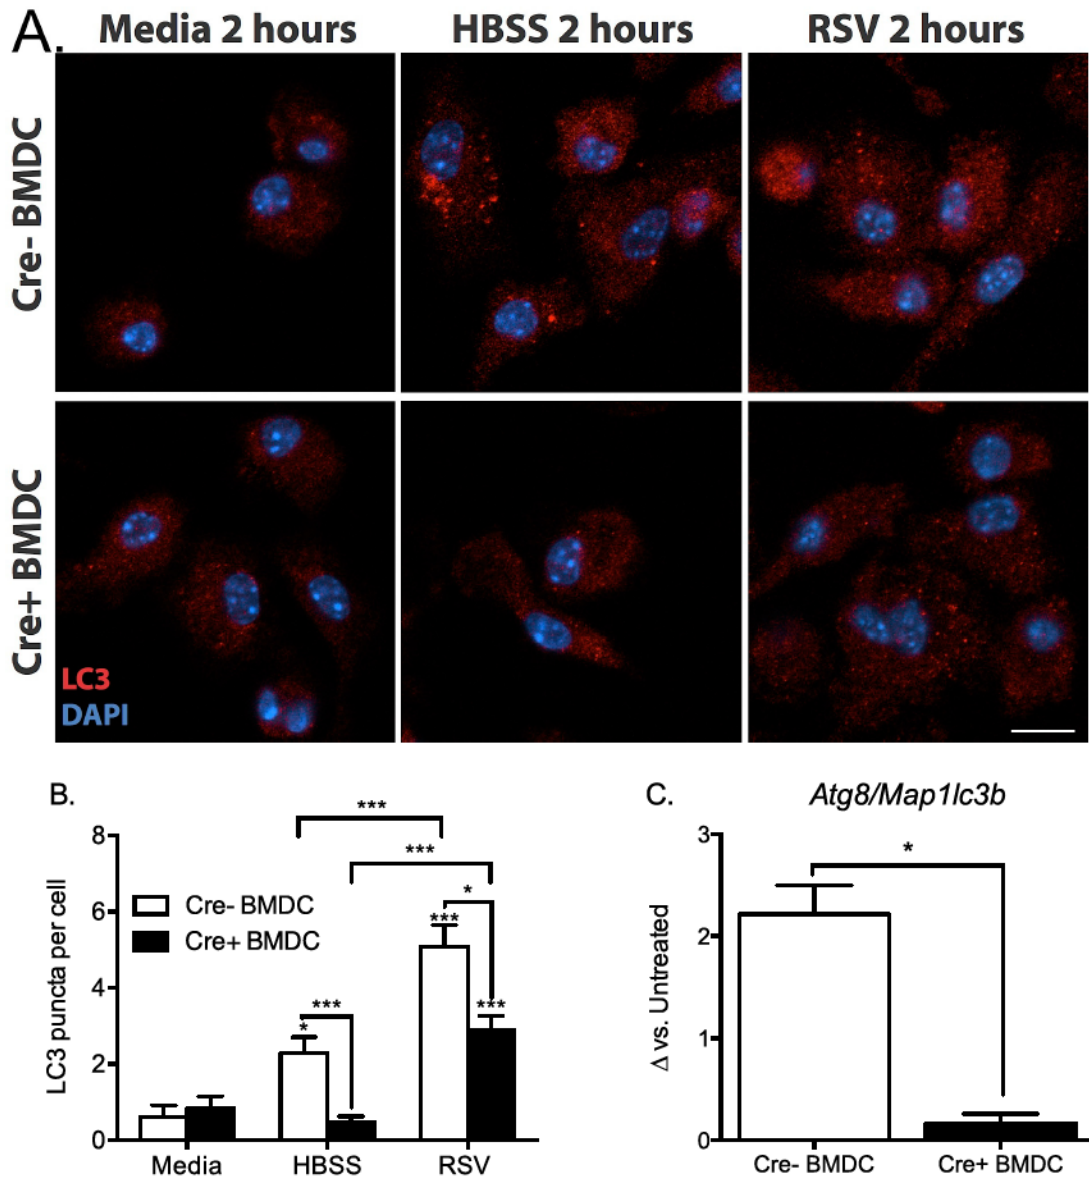 A.
Media 2 hours
HBSS 2 hours
RSV 2 hours
Cre- BMDC
Cre+ BMDC
LC3
DAPI
B.
LC3 puncta per cell
8
6
4
2
0
Cre- BMDC
Cre+ BMDC
***
***
*
***
***
***
*
Media
HBSS
RSV
C.
Atg8/Map1lc3b
Δ vs. Untreated
3
2
1
0
*
Cre- BMDC
Cre+ BMDC